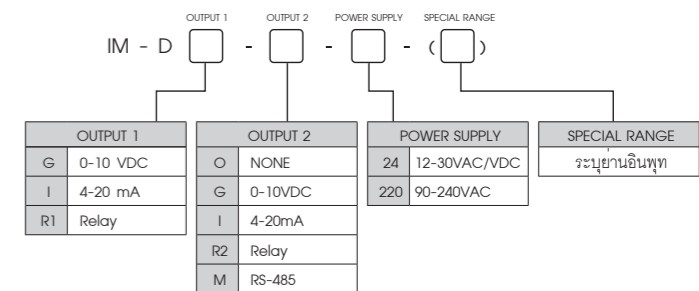 OUTPUT 1 OUTPUT 2 POWER SUPPLY SPECIAL RANGE
IM - D - - - ( )
OUTPUT 1
G 0-10 VDC
I 4-20 mA
R1 Relay
OUTPUT 2
O NONE
G 0-10VDC
I 4-20mA
R2 Relay
M RS-485
POWER SUPPLY
24 12-30VAC/VDC
220 90-240VAC
SPECIAL RANGE
ระบุย่านอินพุท